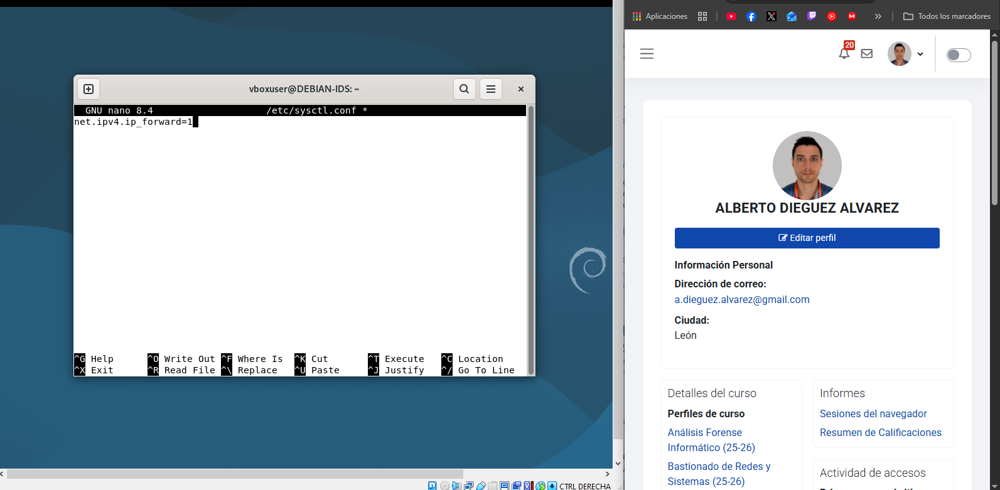 vboxuser@DEBIAN-IDS: ~
GNU nano 8.4 /etc/sysctl.conf *
net.ipv4.ip_forward=1
^G Help ^O Write Out ^F Where Is ^K Cut ^T Execute ^C Location
^X Exit ^R Read File ^\ Replace ^U Paste ^J Justify ^/ Go To Line
CTRL DERECHA
Aplicaciones
» Todos los marcadores
20
ALBERTO DIEGUEZ ALVAREZ
Editar perfil
Información Personal
Dirección de correo:
a.dieguez.alvarez@gmail.com
Ciudad:
León
Detalles del curso
Perfiles de curso
Análisis Forense
Informático (25-26)
Bastionado de Redes y
Sistemas (25-26)
Informes
Sesiones del navegador
Resumen de Calificaciones
Actividad de accesos